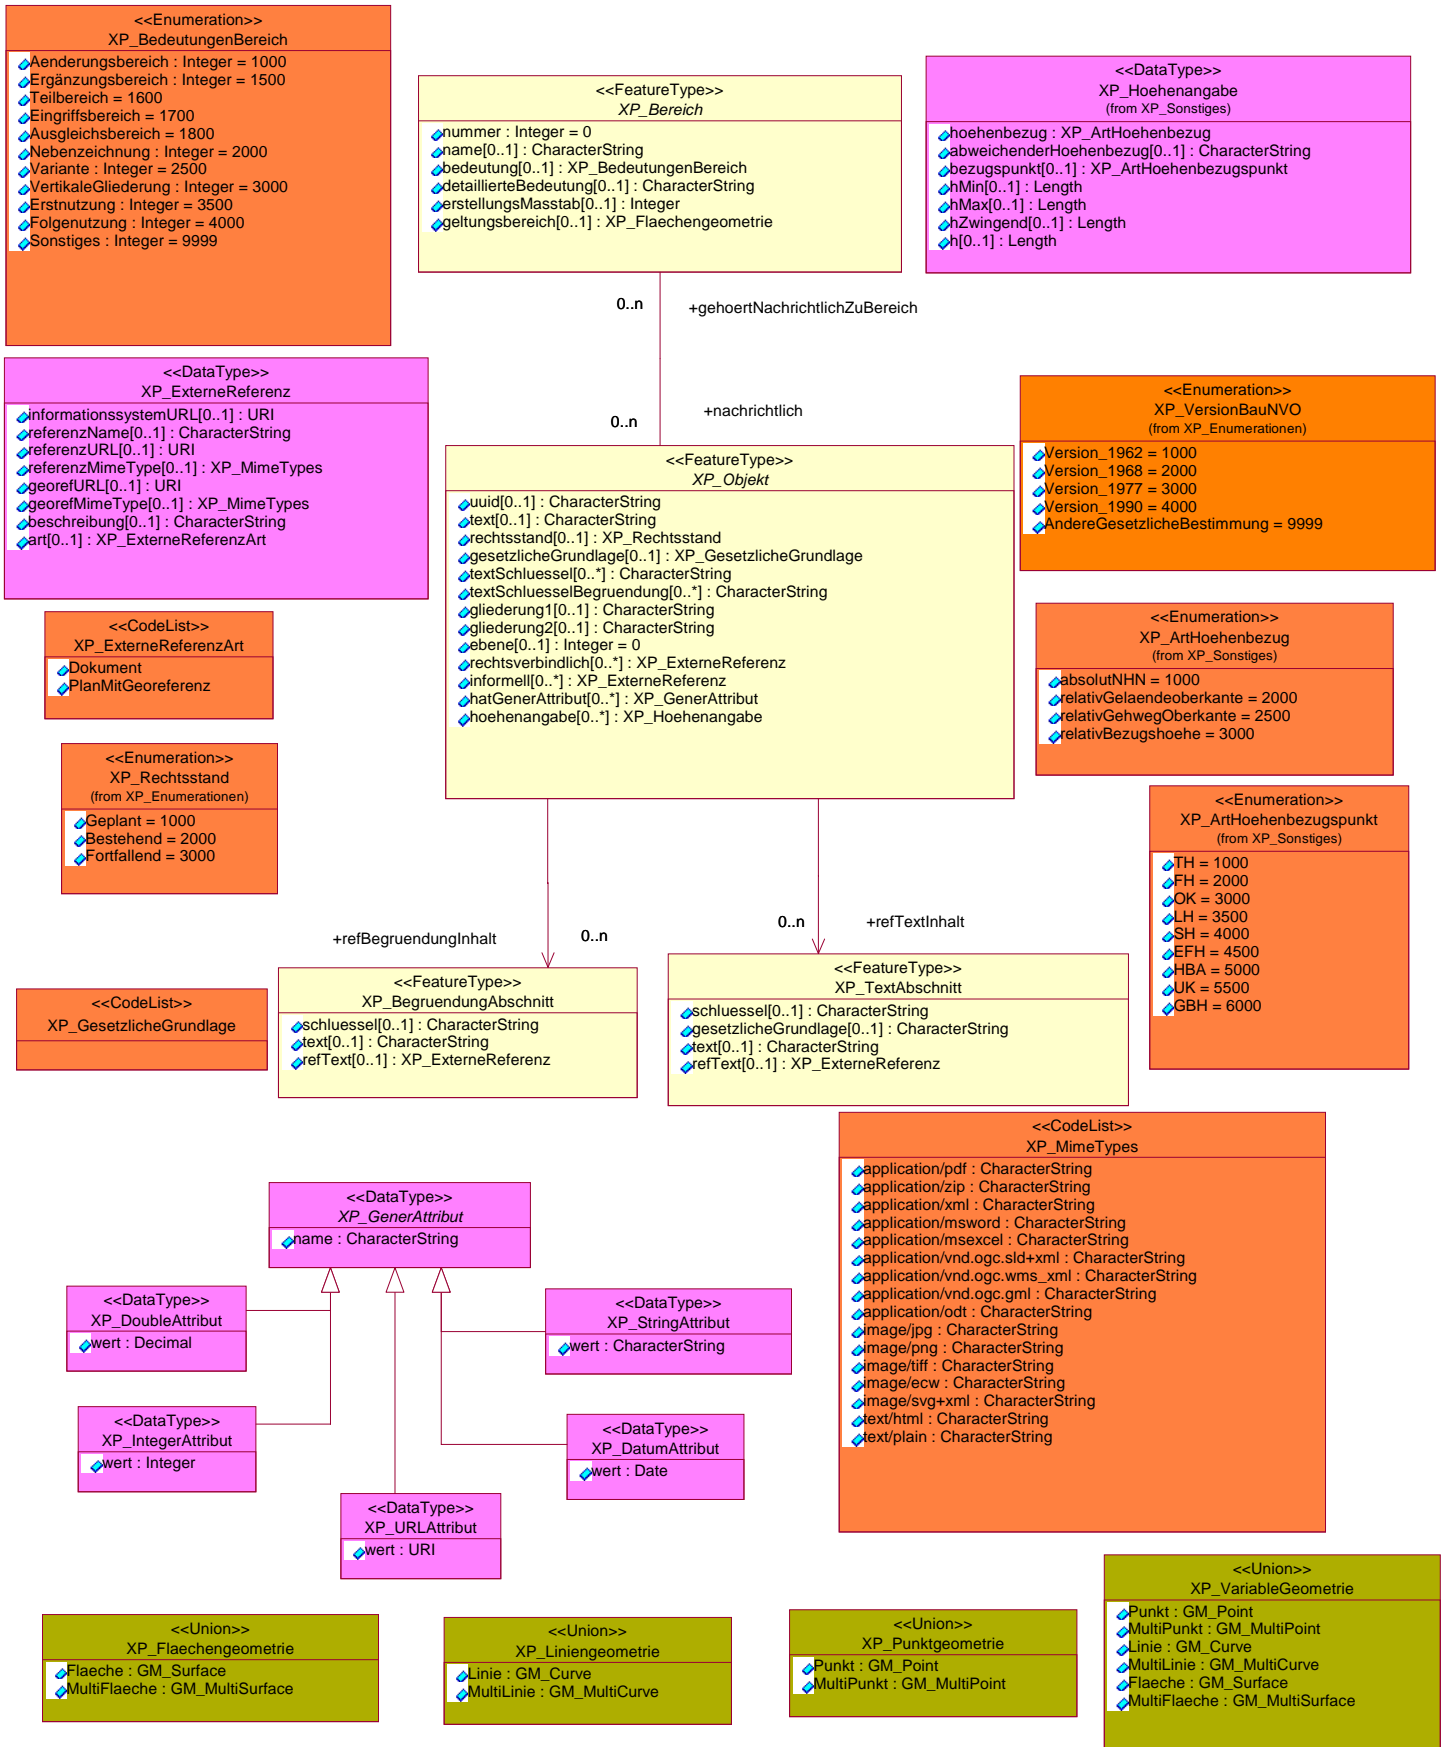 <<Enumeration>>
XP_BedeutungenBereich
Aenderungsbereich : Integer = 1000
Ergänzungsbereich : Integer = 1500
Teilbereich = 1600
Eingriffsbereich = 1700
Ausgleichsbereich = 1800
Nebenzeichnung : Integer = 2000
Variante : Integer = 2500
VertikaleGliederung : Integer = 3000
Erstnutzung : Integer = 3500
Folgenutzung : Integer = 4000
Sonstiges : Integer = 9999
<<FeatureType>>
XP_Bereich
nummer : Integer = 0
name[0..1] : CharacterString
bedeutung[0..1] : XP_BedeutungenBereich
detaillierteBedeutung[0..1] : CharacterString
erstellungsMasstab[0..1] : Integer
geltungsbereich[0..1] : XP_Flaechengeometrie
<<DataType>>
XP_Hoehenangabe
(from XP_Sonstiges)
hoehenbezug : XP_ArtHoehenbezug
abweichenderHoehenbezug[0..1] : CharacterString
bezugspunkt[0..1] : XP_ArtHoehenbezugspunkt
hMin[0..1] : Length
hMax[0..1] : Length
hZwingend[0..1] : Length
h[0..1] : Length
0..n
+gehoertNachrichtlichZuBereich
+nachrichtlich
0..n
<<DataType>>
XP_ExterneReferenz
informationssystemURL[0..1] : URI
referenzName[0..1] : CharacterString
referenzURL[0..1] : URI
referenzMimeType[0..1] : XP_MimeTypes
georefURL[0..1] : URI
georefMimeType[0..1] : XP_MimeTypes
beschreibung[0..1] : CharacterString
art[0..1] : XP_ExterneReferenzArt
<<FeatureType>>
XP_Objekt
uuid[0..1] : CharacterString
text[0..1] : CharacterString
rechtsstand[0..1] : XP_Rechtsstand
gesetzlicheGrundlage[0..1] : XP_GesetzlicheGrundlage
textSchluessel[0..*] : CharacterString
textSchluesselBegruendung[0..*] : CharacterString
gliederung1[0..1] : CharacterString
gliederung2[0..1] : CharacterString
ebene[0..1] : Integer = 0
rechtsverbindlich[0..*] : XP_ExterneReferenz
informell[0..*] : XP_ExterneReferenz
hatGenerAttribut[0..*] : XP_GenerAttribut
hoehenangabe[0..*] : XP_Hoehenangabe
<<Enumeration>>
XP_VersionBauNVO
(from XP_Enumerationen)
Version_1962 = 1000
Version_1968 = 2000
Version_1977 = 3000
Version_1990 = 4000
AndereGesetzlicheBestimmung = 9999
<<CodeList>>
XP_ExterneReferenzArt
Dokument
PlanMitGeoreferenz
<<Enumeration>>
XP_ArtHoehenbezug
(from XP_Sonstiges)
absolutNHN = 1000
relativGelaendeoberkante = 2000
relativGehwegOberkante = 2500
relativBezugshoehe = 3000
<<Enumeration>>
XP_Rechtsstand
(from XP_Enumerationen)
Geplant = 1000
Bestehend = 2000
Fortfallend = 3000
<<Enumeration>>
XP_ArtHoehenbezugspunkt
(from XP_Sonstiges)
TH = 1000
FH = 2000
OK = 3000
LH = 3500
SH = 4000
EFH = 4500
HBA = 5000
UK = 5500
GBH = 6000
+refBegruendungInhalt
0..n
0..n
+refTextInhalt
<<CodeList>>
XP_GesetzlicheGrundlage
<<FeatureType>>
XP_BegruendungAbschnitt
schluessel[0..1] : CharacterString
text[0..1] : CharacterString
refText[0..1] : XP_ExterneReferenz
<<FeatureType>>
XP_TextAbschnitt
schluessel[0..1] : CharacterString
gesetzlicheGrundlage[0..1] : CharacterString
text[0..1] : CharacterString
refText[0..1] : XP_ExterneReferenz
<<CodeList>>
XP_MimeTypes
application/pdf : CharacterString
application/zip : CharacterString
application/xml : CharacterString
application/msword : CharacterString
application/msexcel : CharacterString
application/vnd.ogc.sld+xml : CharacterString
application/vnd.ogc.wms_xml : CharacterString
application/vnd.ogc.gml : CharacterString
application/odt : CharacterString
image/jpg : CharacterString
image/png : CharacterString
image/tiff : CharacterString
image/ecw : CharacterString
image/svg+xml : CharacterString
text/html : CharacterString
text/plain : CharacterString
<<DataType>>
XP_GenerAttribut
name : CharacterString
<<DataType>>
XP_DoubleAttribut
wert : Decimal
<<DataType>>
XP_StringAttribut
wert : CharacterString
<<DataType>>
XP_IntegerAttribut
wert : Integer
<<DataType>>
XP_DatumAttribut
wert : Date
<<DataType>>
XP_URLAttribut
wert : URI
<<Union>>
XP_Flaechengeometrie
Flaeche : GM_Surface
MultiFlaeche : GM_MultiSurface
<<Union>>
XP_Liniengeometrie
Linie : GM_Curve
MultiLinie : GM_MultiCurve
<<Union>>
XP_Punktgeometrie
Punkt : GM_Point
MultiPunkt : GM_MultiPoint
<<Union>>
XP_VariableGeometrie
Punkt : GM_Point
MultiPunkt : GM_MultiPoint
Linie : GM_Curve
MultiLinie : GM_MultiCurve
Flaeche : GM_Surface
MultiFlaeche : GM_MultiSurface